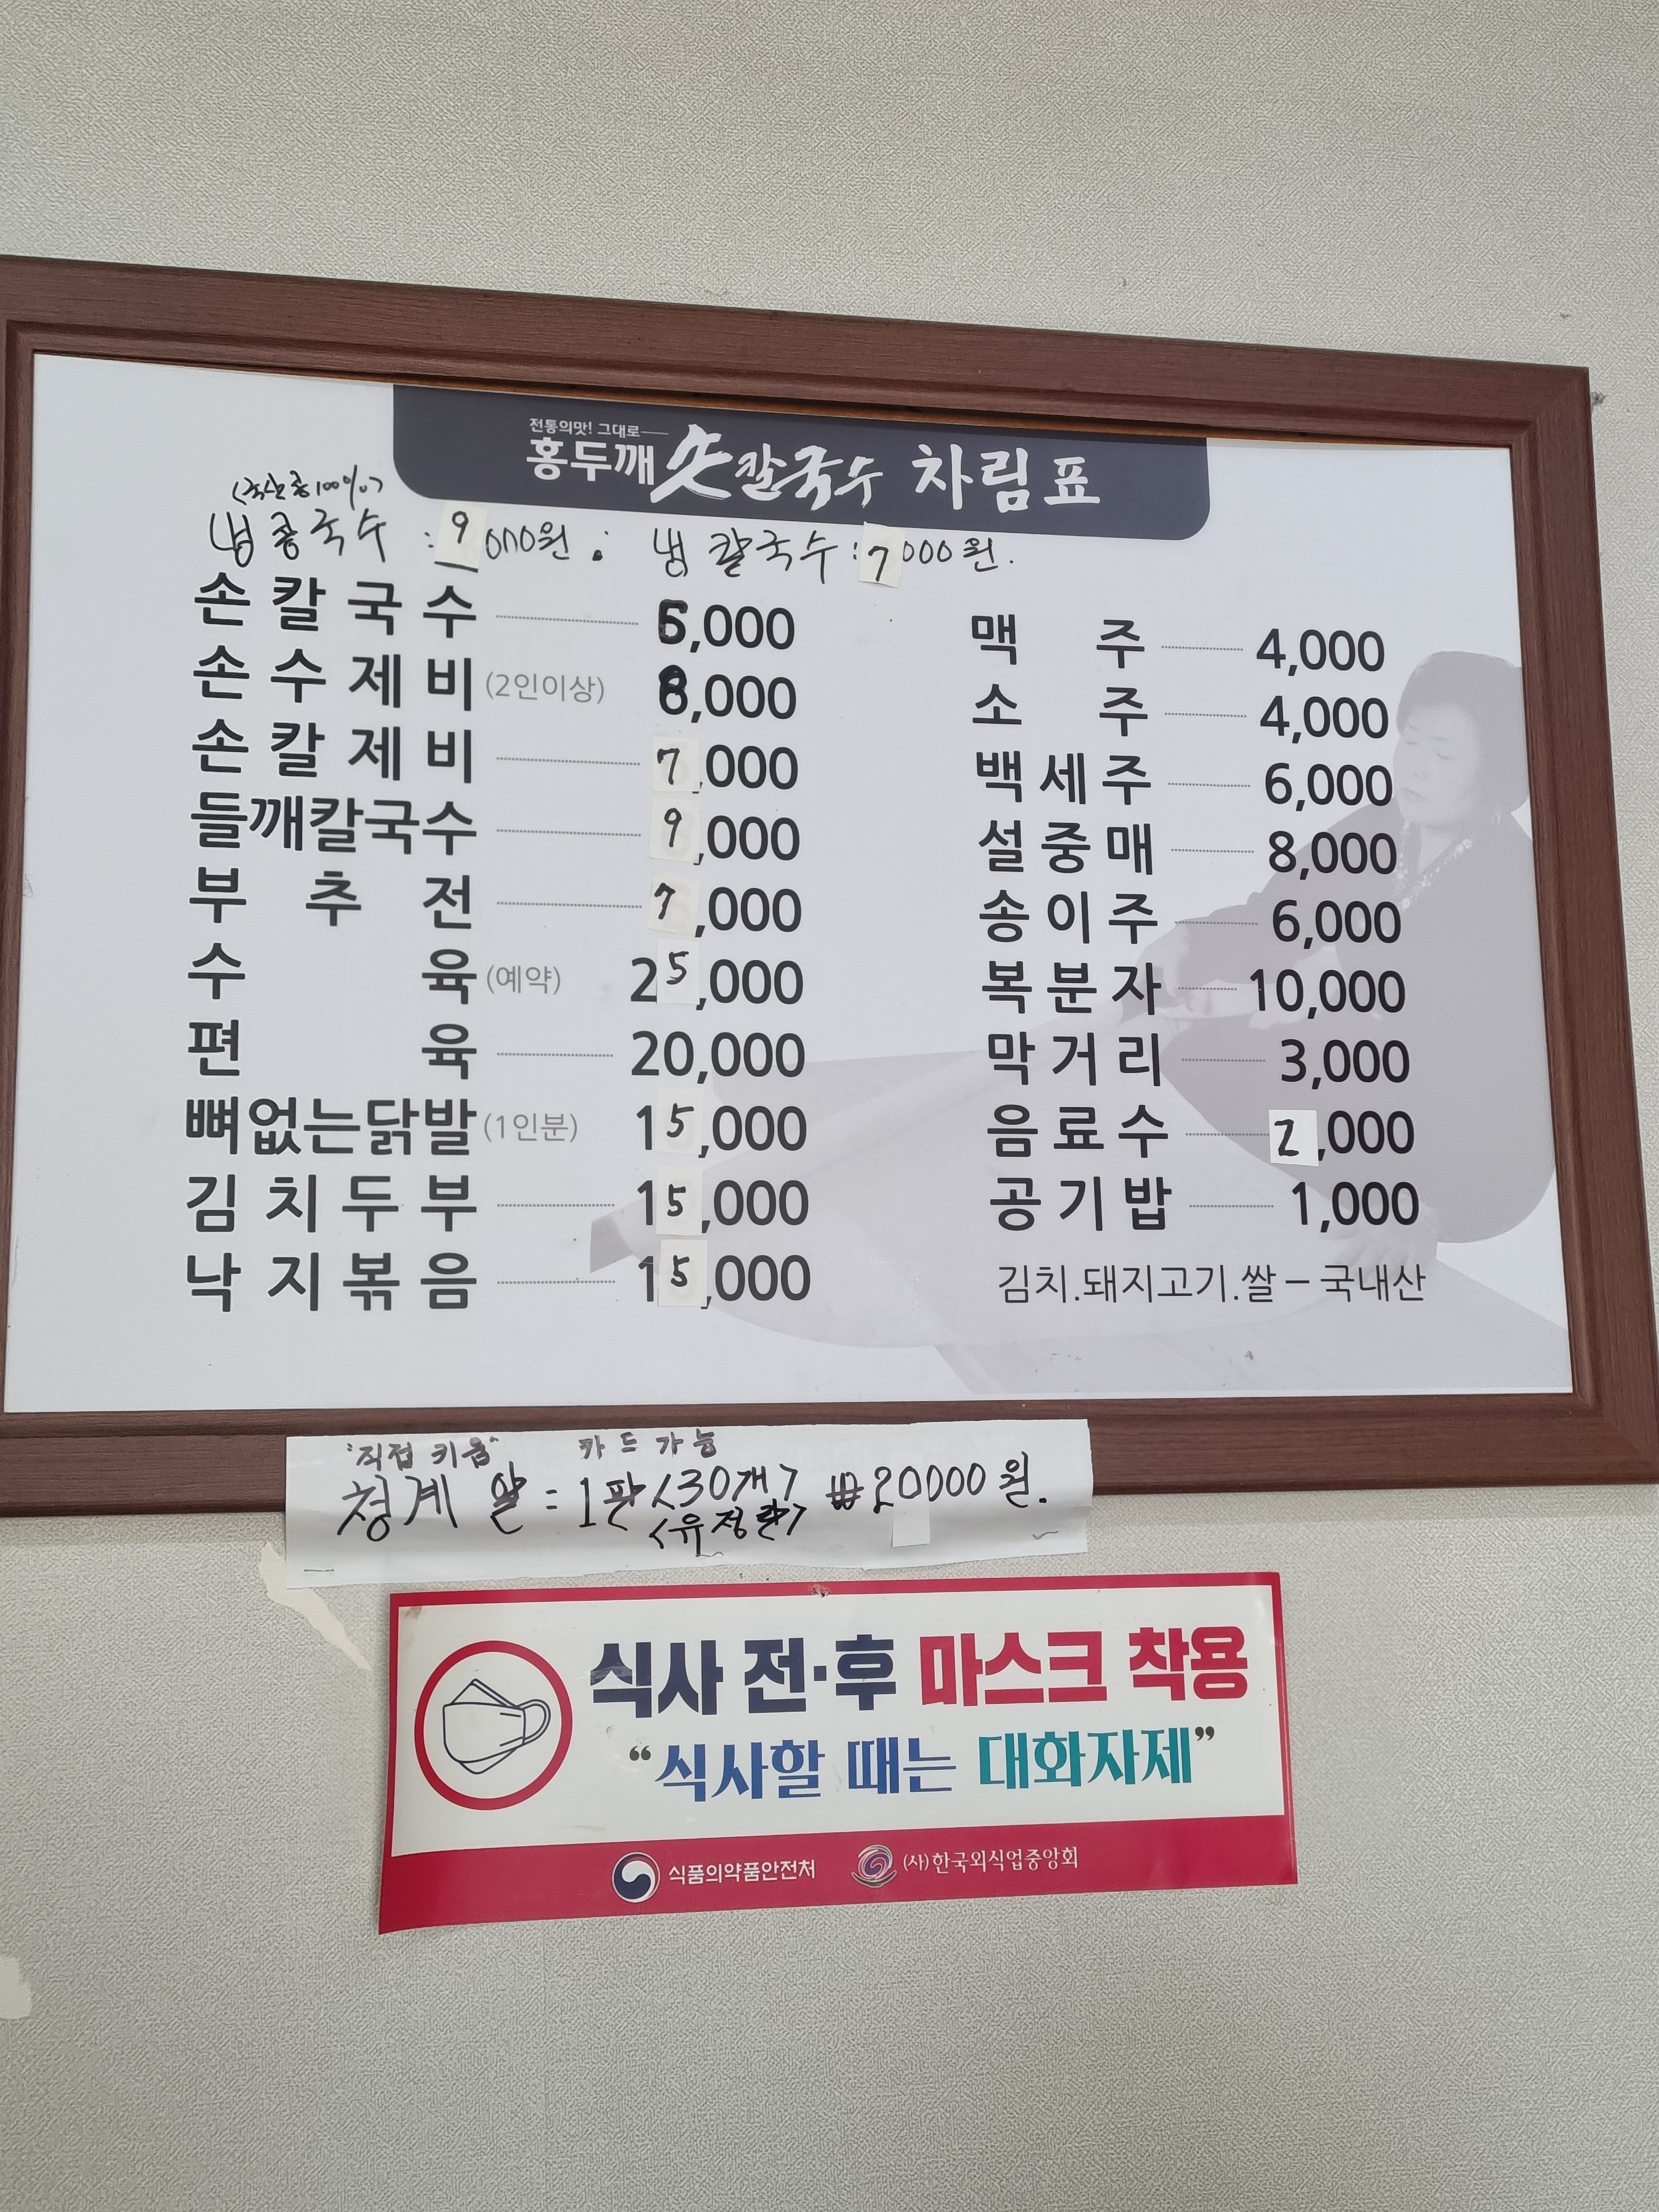 전통의맛! 그대로
홍두깨 손칼국수 차림표
(국산콩100%)
냉콩국수 : 9000원. 냉칼국수 : 7000원.
손칼국수 ,000
손수제비 (2인이상) 8,000
손칼제비 7,000
들깨칼국수 9,000
부추전 7,000
수육 (예약) 25,000
편육 20,000
뼈없는닭발 (1인분) 15,000
김치두부 15,000
낙지볶음 15,000
맥주 4,000
소주 4,000
백세주 6,000
설중매 8,000
송이주 6,000
복분자 10,000
막거리 3,000
음료수 2,000
공기밥 1,000
김치.돼지고기.쌀 – 국내산
"직접 키움" 카드 가능
청계 알 = 1판 <30개> ₩20000원.
<유정란>
식사 전·후 마스크 착용
“식사할 때는 대화자제”
식품의약품안전처 (사)한국외식업중앙회